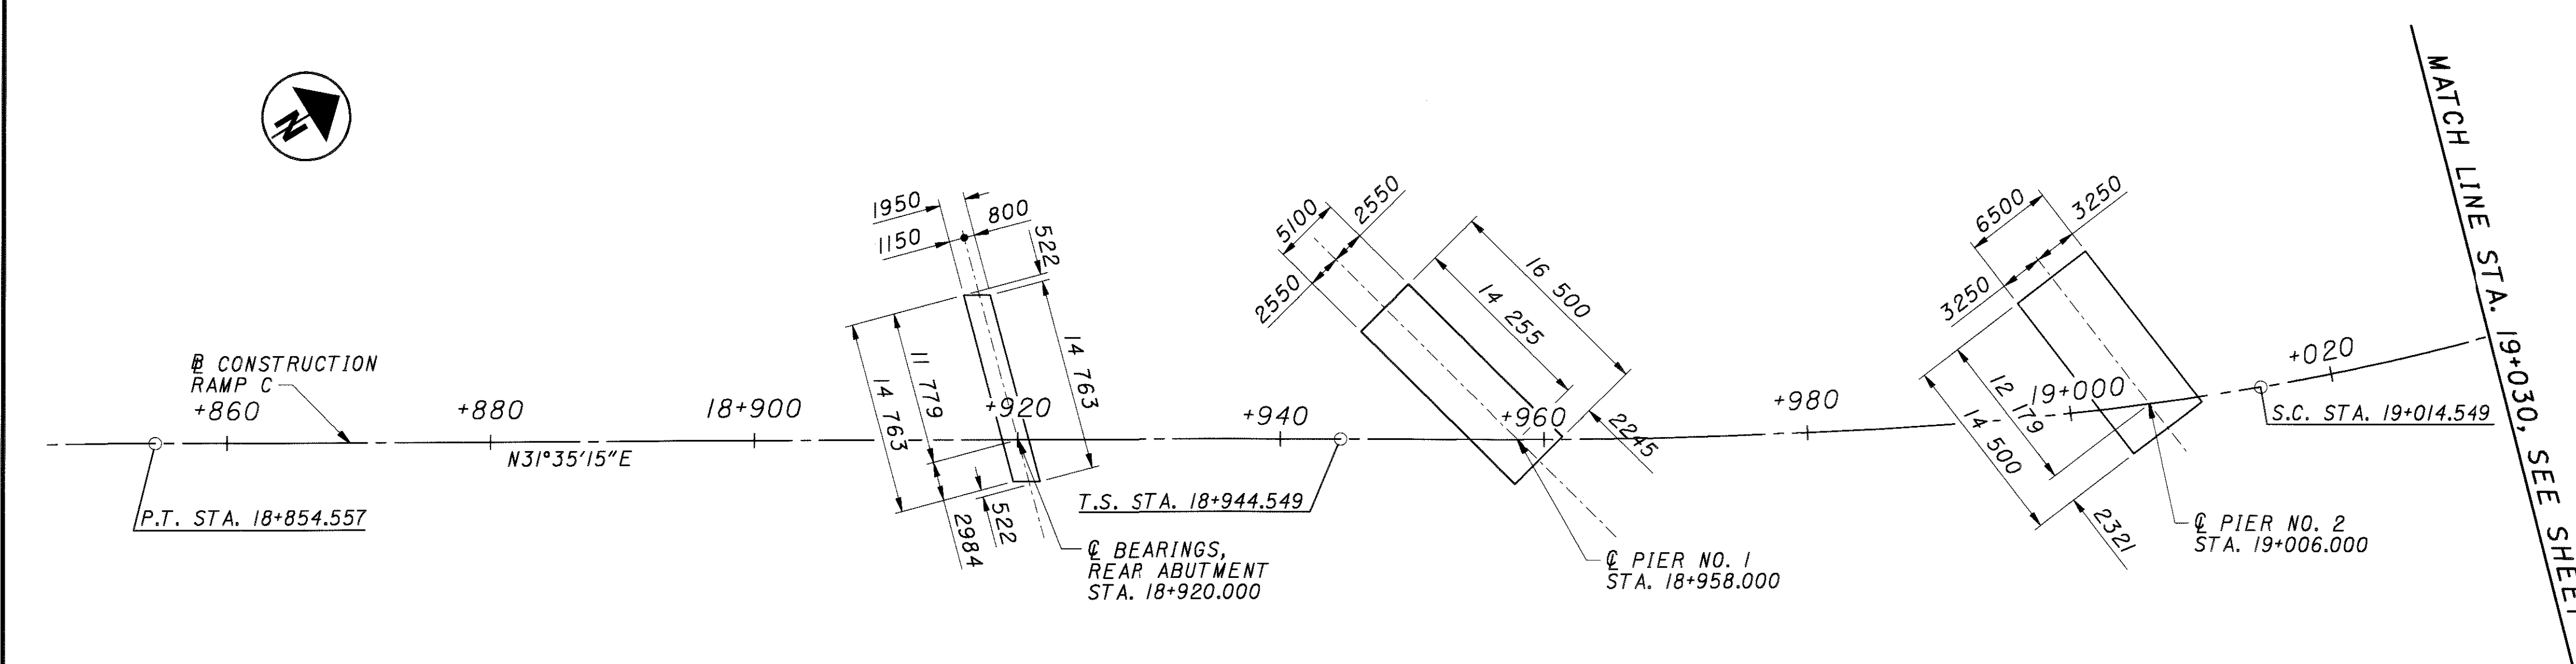 N
℄ CONSTRUCTION
RAMP C
+860
+880
18+900
+920
+940
+960
+980
19+000
+020
N31°35'15"E
P.T. STA. 18+854.557
1950
800
1150
522
11 779
14 763
14 763
522
2984
T.S. STA. 18+944.549
℄ BEARINGS,
REAR ABUTMENT
STA. 18+920.000
5100
2550
2550
16 500
14 255
2245
℄ PIER NO. 1
STA. 18+958.000
6500
3250
3250
12 179
14 500
2321
℄ PIER NO. 2
STA. 19+006.000
S.C. STA. 19+014.549
MATCH LINE STA. 19+030, SEE SHEET